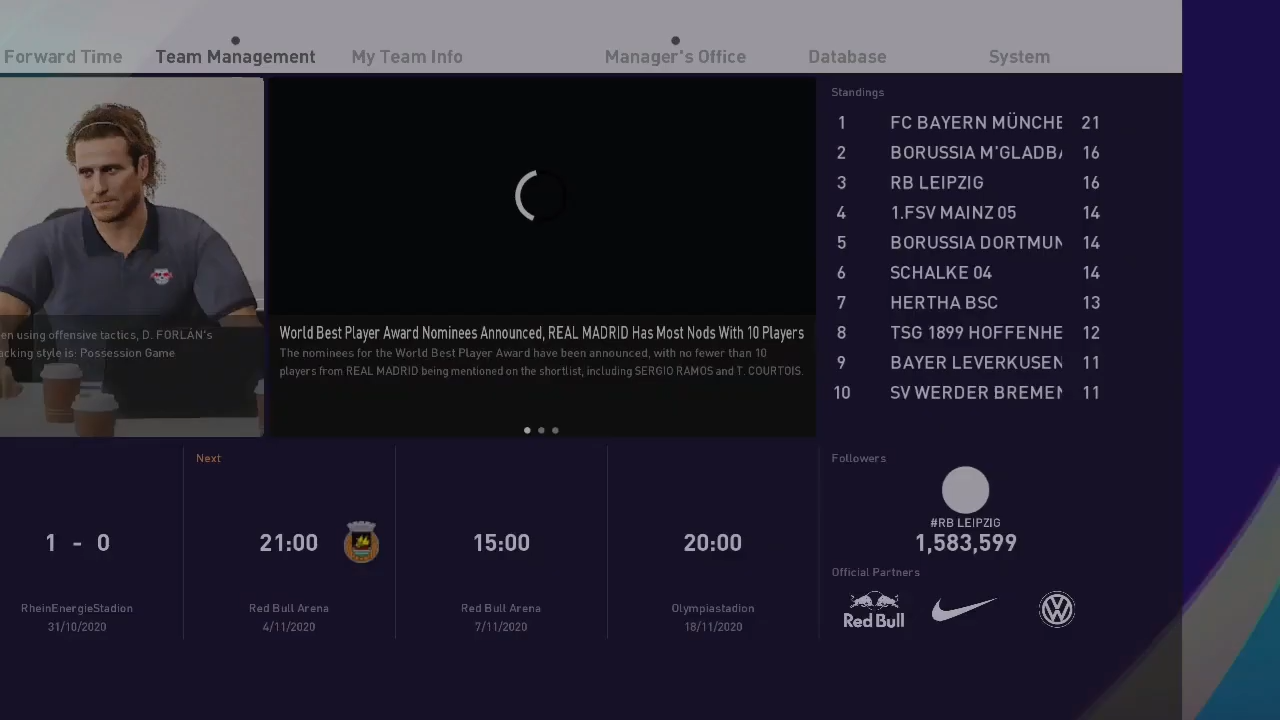 Forward Time
Team Management
My Team Info
Manager's Office
Database
System
en using offensive tactics, D. FORLÁN's
acking style is: Possession Game
World Best Player Award Nominees Announced, REAL MADRID Has Most Nods With 10 Players
The nominees for the World Best Player Award have been announced, with no fewer than 10
players from REAL MADRID being mentioned on the shortlist, including SERGIO RAMOS and T. COURTOIS.
Standings
1 FC BAYERN MÜNCHE 21
2 BORUSSIA M'GLADBA 16
3 RB LEIPZIG 16
4 1.FSV MAINZ 05 14
5 BORUSSIA DORTMUN 14
6 SCHALKE 04 14
7 HERTHA BSC 13
8 TSG 1899 HOFFENHE 12
9 BAYER LEVERKUSEN 11
10 SV WERDER BREMEN 11
1 - 0
RheinEnergieStadion
31/10/2020
Next
21:00
Red Bull Arena
4/11/2020
15:00
Red Bull Arena
7/11/2020
20:00
Olympiastadion
18/11/2020
Followers
#RB LEIPZIG
1,583,599
Official Partners
Red Bull